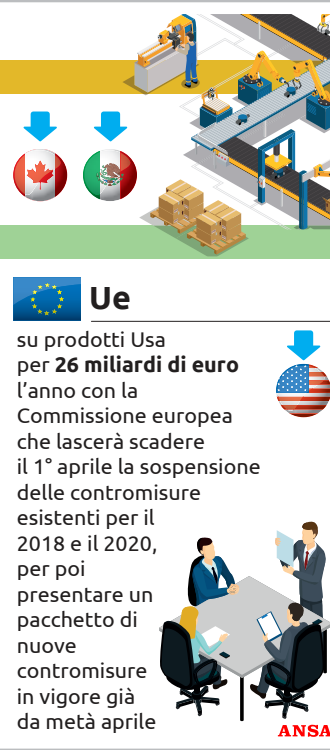 Ue
su prodotti Usa
per 26 miliardi di euro
l'anno con la
Commissione europea
che lascerà scadere
il 1° aprile la sospensione
delle contromisure
esistenti per il
2018 e il 2020,
per poi
presentare un
pacchetto di
nuove
contromisure
in vigore già
da metà aprile
ANSA